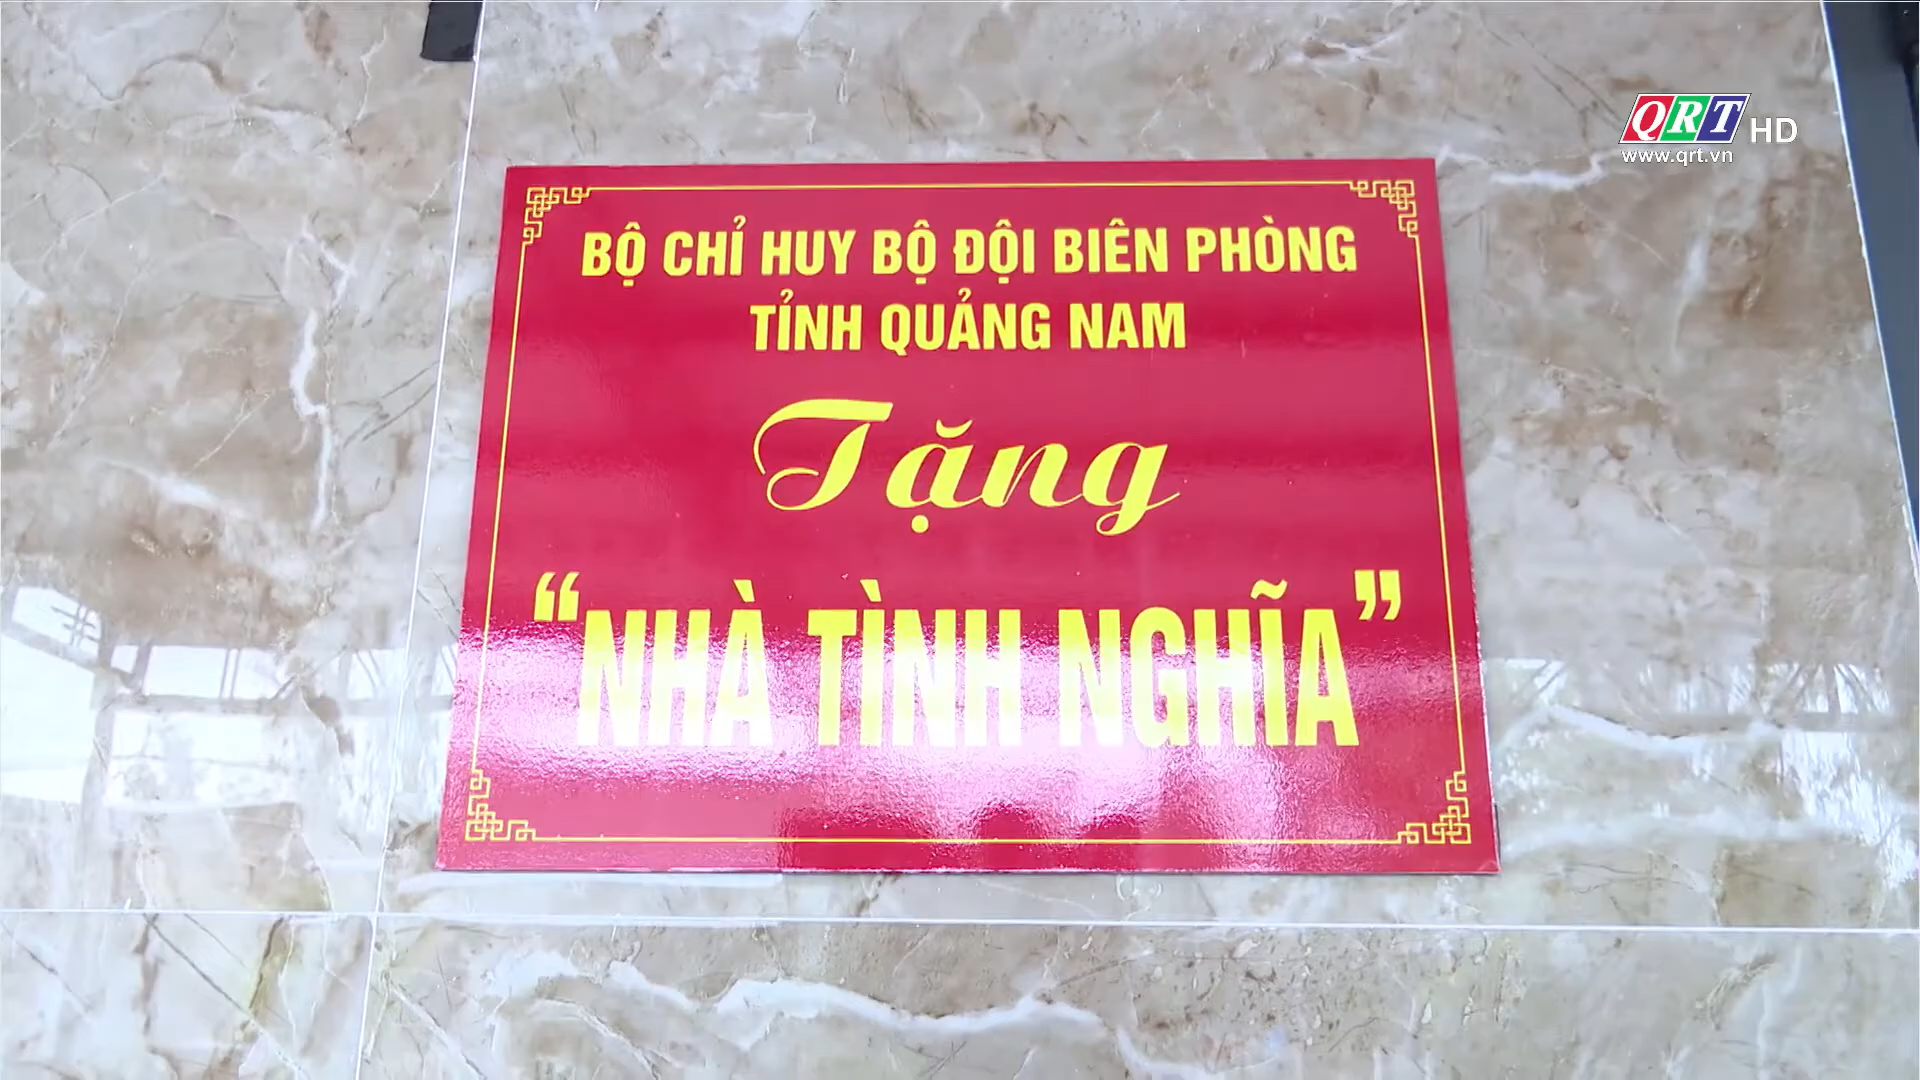 QRT HD
www.qrt.vn
BỘ CHỈ HUY BỘ ĐỘI BIÊN PHÒNG
TỈNH QUẢNG NAM
Tặng
“NHÀ TÌNH NGHĨA”